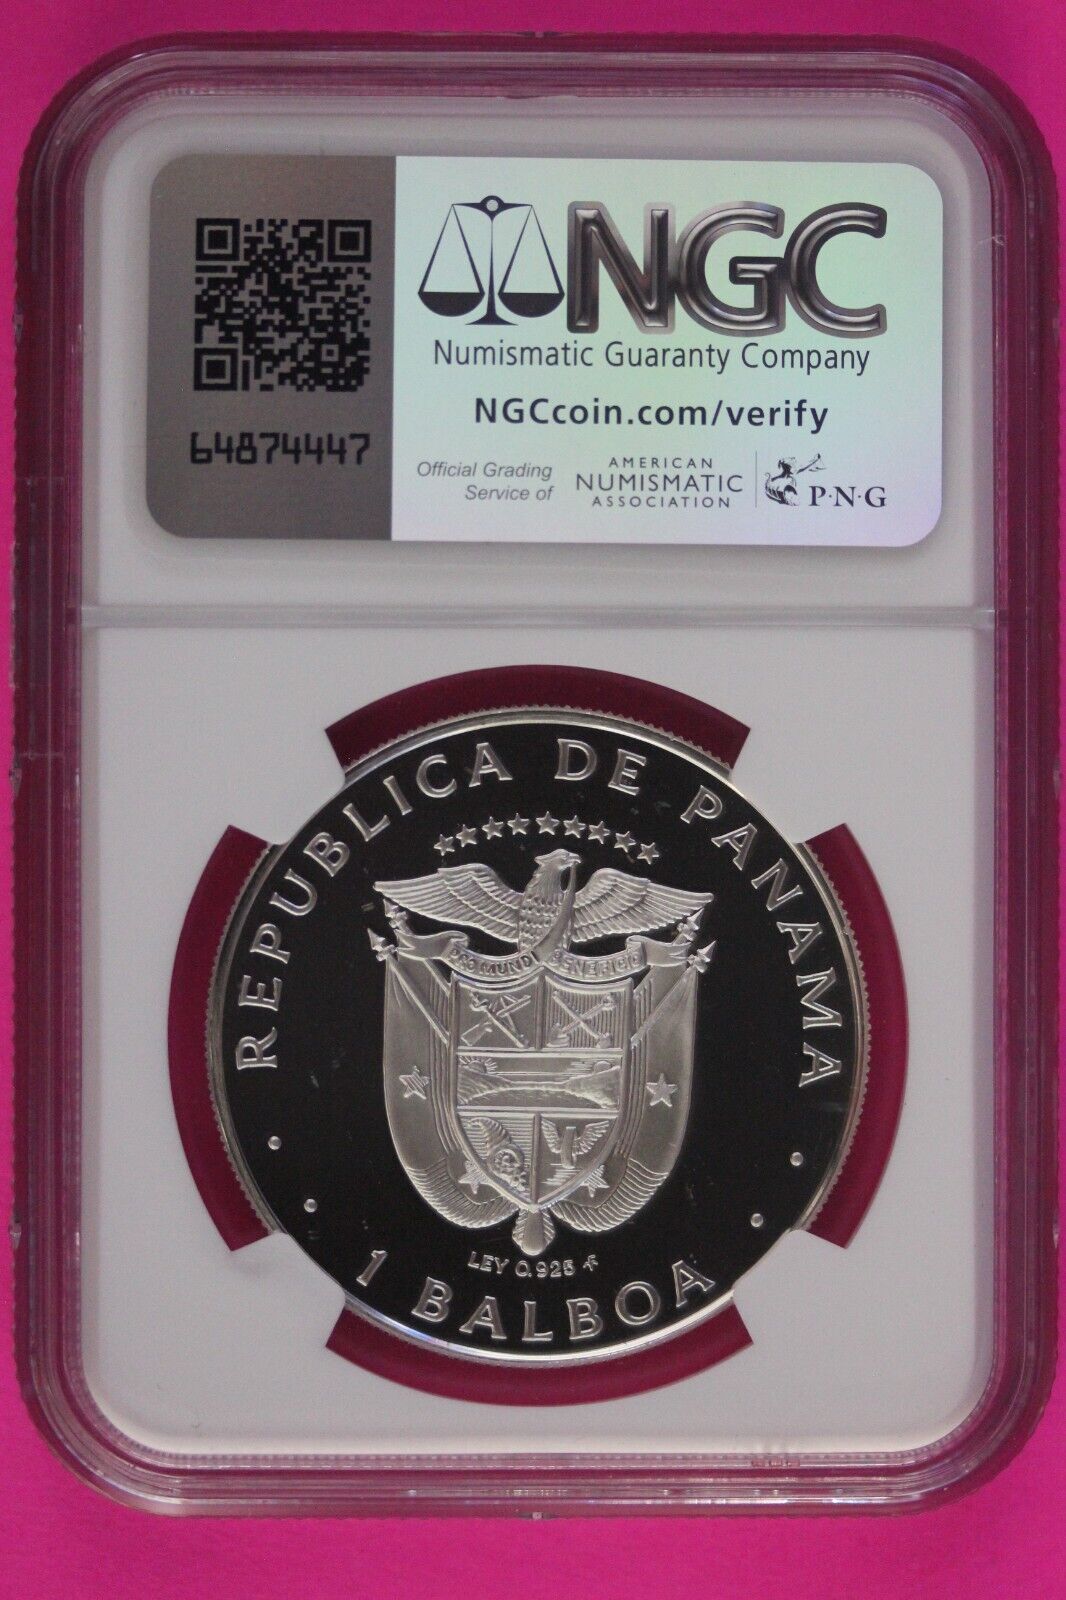 NGC
Numismatic Guaranty Company
NGCcoin.com/verify
64874447
Official Grading
Service of
AMERICAN
NUMISMATIC
ASSOCIATION
P·N·G
REPUBLICA DE PANAMA
PRO MUNDI BENEFICIO
LEY 0.925
1 BALBOA